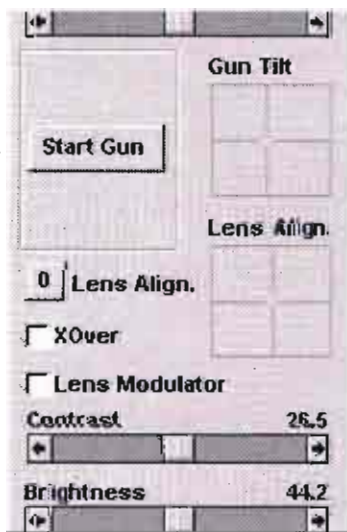 Gun Tilt
Start Gun
Lens Align.
0 Lens Align.
XOver
Lens Modulator
Contrast 26.5
Brightness 44.2